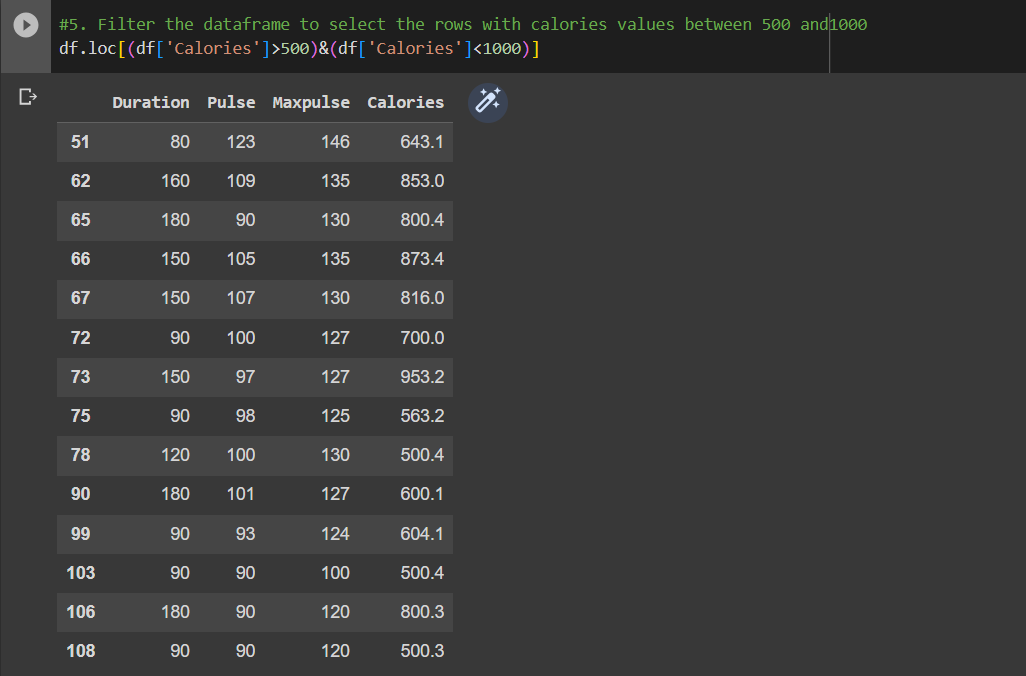 #5. Filter the dataframe to select the rows with calories values between 500 and1000
df.loc[(df['Calories']>500)&(df['Calories']<1000)]
Duration Pulse Maxpulse Calories
51 80 123 146 643.1
62 160 109 135 853.0
65 180 90 130 800.4
66 150 105 135 873.4
67 150 107 130 816.0
72 90 100 127 700.0
73 150 97 127 953.2
75 90 98 125 563.2
78 120 100 130 500.4
90 180 101 127 600.1
99 90 93 124 604.1
103 90 90 100 500.4
106 180 90 120 800.3
108 90 90 120 500.3